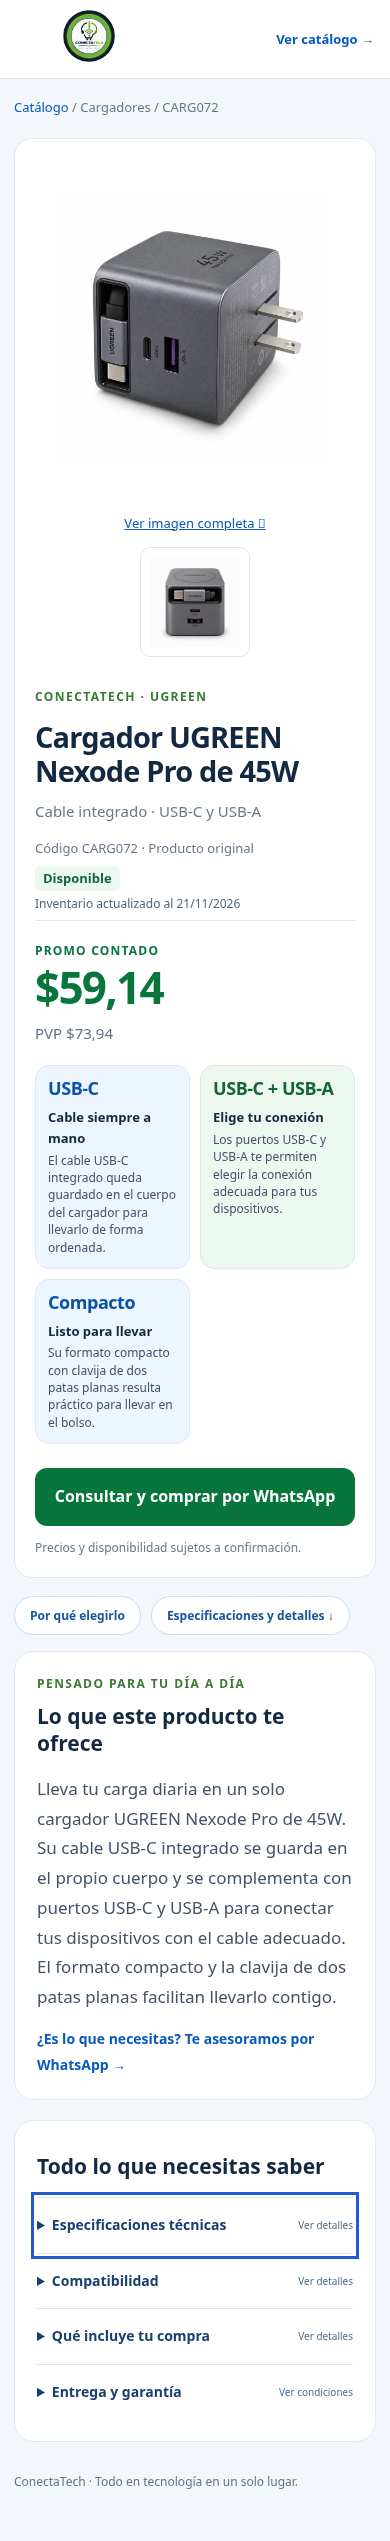 CONECTATECH
Ver catálogo →
Catálogo / Cargadores / CARG072
45W
UGREEN
USB-C
USB-A
Ver imagen completa
CONECTATECH · UGREEN
Cargador UGREEN
Nexode Pro de 45W
Cable integrado · USB-C y USB-A
Código CARG072 · Producto original
Disponible
Inventario actualizado al 21/11/2026
PROMO CONTADO
$59,14
PVP $73,94
USB-C
Cable siempre a
mano
El cable USB-C
integrado queda
guardado en el cuerpo
del cargador para
llevarlo de forma
ordenada.
USB-C + USB-A
Elige tu conexión
Los puertos USB-C y
USB-A te permiten
elegir la conexión
adecuada para tus
dispositivos.
Compacto
Listo para llevar
Su formato compacto
con clavija de dos
patas planas resulta
práctico para llevar en
el bolso.
Consultar y comprar por WhatsApp
Precios y disponibilidad sujetos a confirmación.
Por qué elegirlo
Especificaciones y detalles ↓
PENSADO PARA TU DÍA A DÍA
Lo que este producto te
ofrece
Lleva tu carga diaria en un solo
cargador UGREEN Nexode Pro de 45W.
Su cable USB-C integrado se guarda en
el propio cuerpo y se complementa con
puertos USB-C y USB-A para conectar
tus dispositivos con el cable adecuado.
El formato compacto y la clavija de dos
patas planas facilitan llevarlo contigo.
¿Es lo que necesitas? Te asesoramos por
WhatsApp →
Todo lo que necesitas saber
▶ Especificaciones técnicas Ver detalles
▶ Compatibilidad Ver detalles
▶ Qué incluye tu compra Ver detalles
▶ Entrega y garantía Ver condiciones
ConectaTech · Todo en tecnología en un solo lugar.